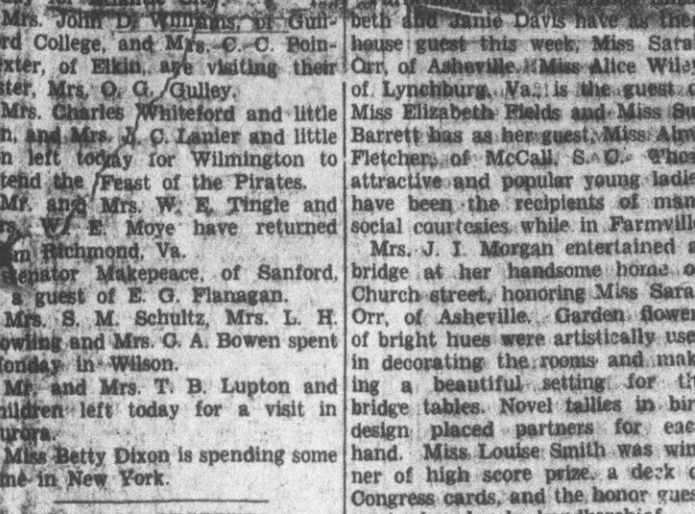 Mrs. John D. Williams, of Guil-
rd College, and Mrs. C. C. Poin-
xter, of Elkin, are visiting their
ster, Mrs. O. G. Gulley.
Mrs. Charles Whiteford and little
n, and Mrs. J. C. Lanier and little
n left today for Wilmington to
tend the Feast of the Pirates.
Mr. and Mrs. W. E. Tingle and
rs. W. E. Moye have returned
m Richmond, Va.
Senator Makepeace, of Sanford,
a guest of E. G. Flanagan.
Mrs. S. M. Schultz, Mrs. L. H.
owling and Mrs. C. A. Bowen spent
onday in Wilson.
Mr. and Mrs. T. B. Lupton and
hildren left today for a visit in
urora.
Miss Betty Dixon is spending some
me in New York.
beth and Janie Davis have as the
house guest this week, Miss Sara
Orr, of Asheville. Miss Alice Wile
of Lynchburg, Va., is the guest
Miss Elizabeth Fields and Miss Su
Barrett has as her guest, Miss Alm
Fletcher, of McCall, S. C. Thos
attractive and popular young ladie
have been the recipients of man
social courtesies while in Farmville
Mrs. J. I. Morgan entertained a
bridge at her handsome home o
Church street, honoring Miss Sara
Orr, of Asheville. Garden flower
of bright hues were artistically use
in decorating the rooms and mak
ing a beautiful setting for th
bridge tables. Novel tallies in bir
design placed partners for eac
hand. Miss Louise Smith was win
ner of high score prize, a deck o
Congress cards, and the honor gues